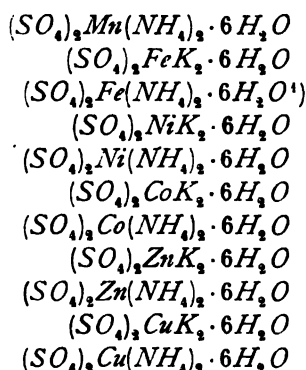 (SO₄)₂Mn(NH₄)₂·6H₂O
(SO₄)₂FeK₂·6H₂O
(SO₄)₂Fe(NH₄)₂·6H₂O¹)
(SO₄)₂NiK₂·6H₂O
(SO₄)₂Ni(NH₄)₂·6H₂O
(SO₄)₂CoK₂·6H₂O
(SO₄)₂Co(NH₄)₂·6H₂O
(SO₄)₂ZnK₂·6H₂O
(SO₄)₂Zn(NH₄)₂·6H₂O
(SO₄)₂CuK₂·6H₂O
(SO₄)₂Cu(NH₄)₂·6H₂O